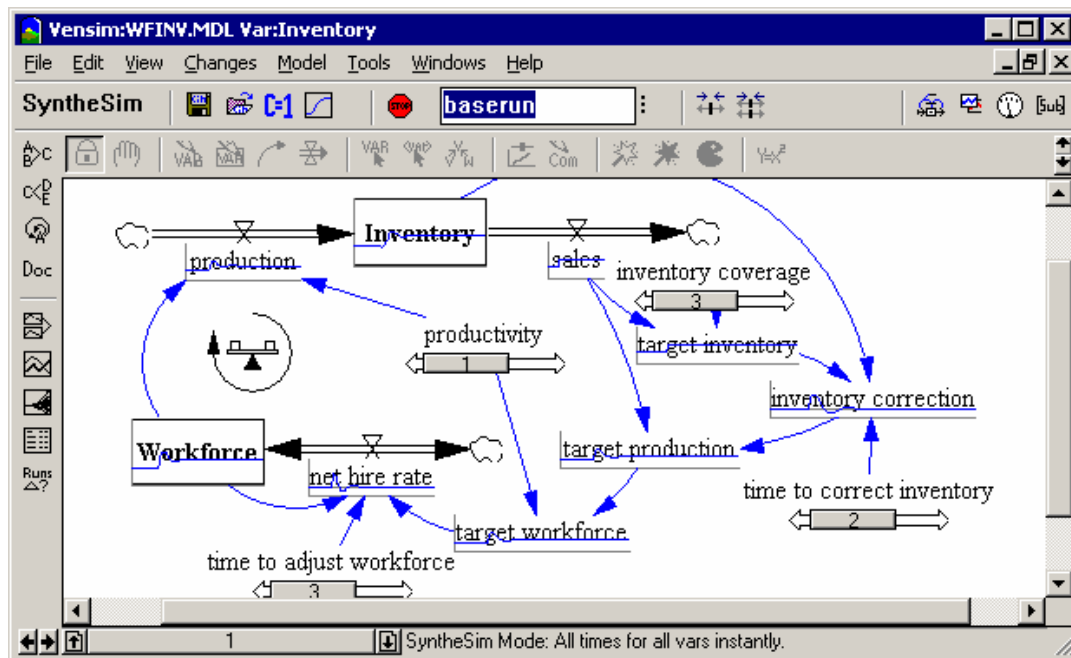 Vensim:WFINV.MDL Var:Inventory
File Edit View Changes Model Tools Windows Help
SyntheSim baserun
Inventory
production
sales
inventory coverage
3
productivity
1
target inventory
inventory correction
Workforce
target production
net hire rate
time to correct inventory
2
target workforce
time to adjust workforce
3
Doc
Runs
1
SyntheSim Mode: All times for all vars instantly.